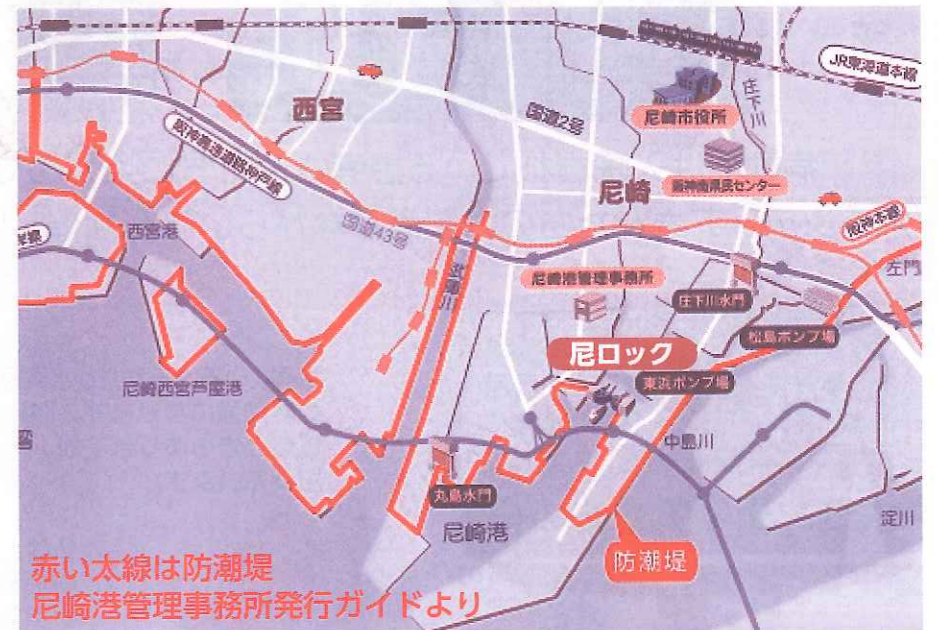 JR東海道本線
庄下川
尼崎市役所
西宮
国道2号
阪神高速道路神戸線
阪神南県民センター
尼崎
阪神本線
国道43号
西宮港
岸線
左門
武庫川
尼崎港管理事務所
庄下川水門
松島ポンプ場
尼ロック
東浜ポンプ場
尼崎西宮芦屋港
中島川
丸島水門
淀川
尼崎港
防潮堤
赤い太線は防潮堤
尼崎港管理事務所発行ガイドより